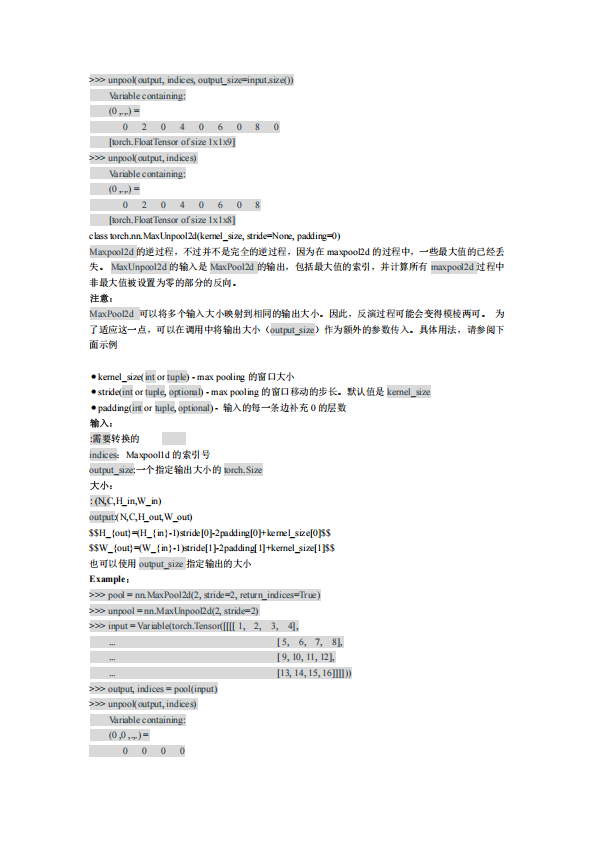 >>> unpool(output, indices, output_size=input.size())
Variable containing:
(0 ,.,.) =
0 2 0 4 0 6 0 8 0
[torch.FloatTensor of size 1x1x9]
>>> unpool(output, indices)
Variable containing:
(0 ,.,.) =
0 2 0 4 0 6 0 8
[torch.FloatTensor of size 1x1x8]
class torch.nn.MaxUnpool2d(kernel_size, stride=None, padding=0)
Maxpool2d 的逆过程，不过并不是完全的逆过程，因为在 maxpool2d 的过程中，一些最大值的已经丢
失。 MaxUnpool2d 的输入是 MaxPool2d 的输出，包括最大值的索引，并计算所有 maxpool2d 过程中
非最大值被设置为零的部分的反向。
注意：
MaxPool2d 可以将多个输入大小映射到相同的输出大小。因此，反演过程可能会变得模棱两可。 为
了适应这一点，可以在调用中将输出大小（output_size）作为额外的参数传入。具体用法，请参阅下
面示例
●kernel_size(int or tuple) - max pooling 的窗口大小
●stride(int or tuple, optional) - max pooling 的窗口移动的步长。默认值是 kernel_size
●padding(int or tuple, optional) - 输入的每一条边补充 0 的层数
输入：
:需要转换的
indices：Maxpool1d 的索引号
output_size:一个指定输出大小的 torch.Size
大小：
: (N,C,H_in,W_in)
output:(N,C,H_out,W_out)
$$H_{out}=(H_{in}-1)stride[0]-2padding[0]+kernel_size[0]$$
$$W_{out}=(W_{in}-1)stride[1]-2padding[1]+kernel_size[1]$$
也可以使用 output_size 指定输出的大小
Example：
>>> pool = nn.MaxPool2d(2, stride=2, return_indices=True)
>>> unpool = nn.MaxUnpool2d(2, stride=2)
>>> input = Variable(torch.Tensor([[[[ 1, 2, 3, 4],
... [ 5, 6, 7, 8],
... [ 9, 10, 11, 12],
... [13, 14, 15, 16]]]]))
>>> output, indices = pool(input)
>>> unpool(output, indices)
Variable containing:
(0 ,0 ,.,.) =
0 0 0 0